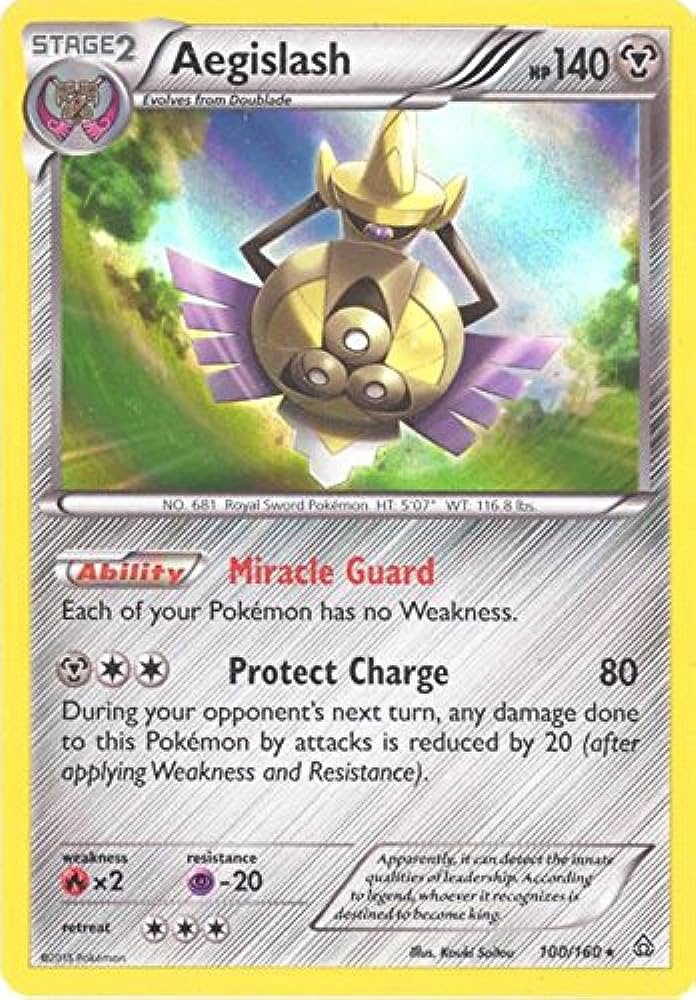 STAGE2 Aegislash HP140
Evolves from Doublade
NO. 681 Royal Sword Pokémon HT: 5'07" WT: 116.8 lbs.
Ability Miracle Guard
Each of your Pokémon has no Weakness.
Protect Charge 80
During your opponent's next turn, any damage done
to this Pokémon by attacks is reduced by 20 (after
applying Weakness and Resistance).
weakness resistance
×2 -20
retreat
Apparently, it can detect the innate
qualities of leadership. According
to legend, whoever it recognizes is
destined to become king.
©2015 Pokémon Illus. Kouki Saitou 100/160 ★